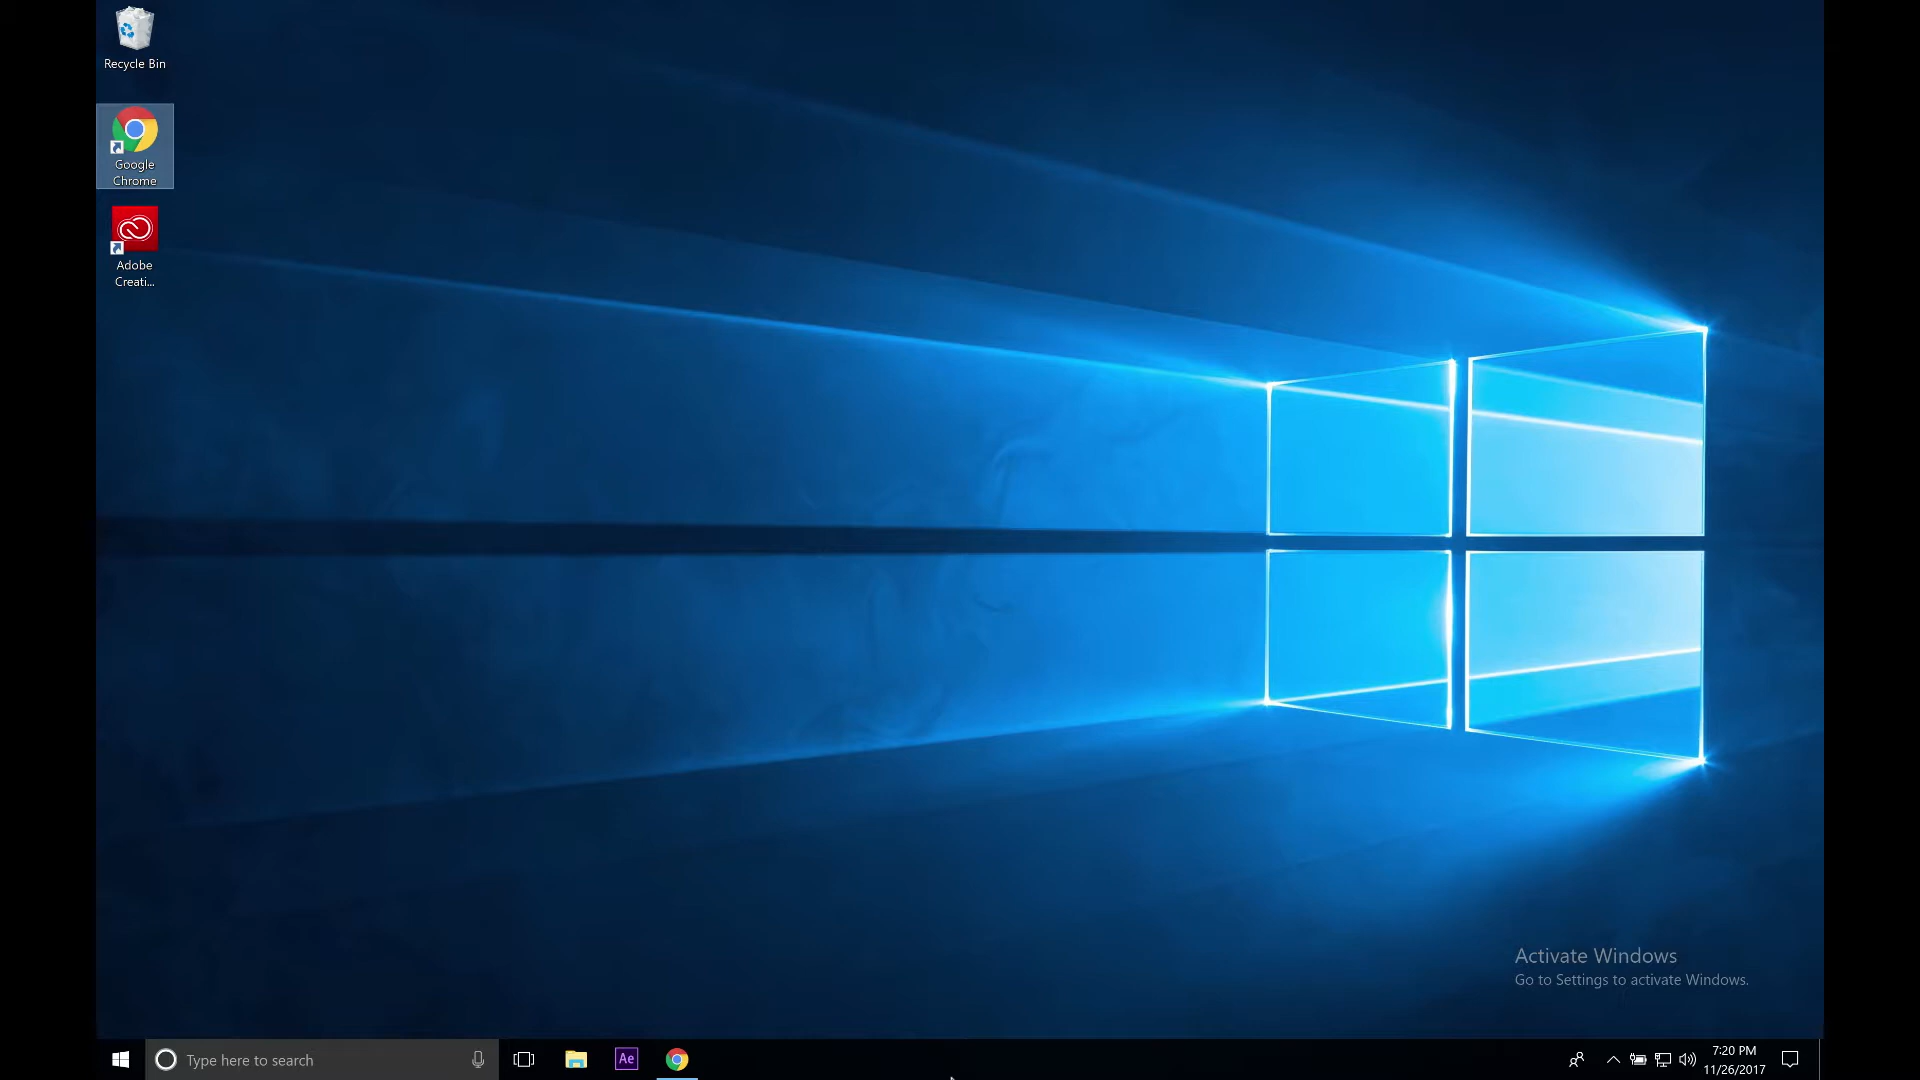 Recycle Bin
Google
Chrome
Adobe
Creati...
Activate Windows
Go to Settings to activate Windows.
Type here to search
Ae
7:20 PM
11/26/2017